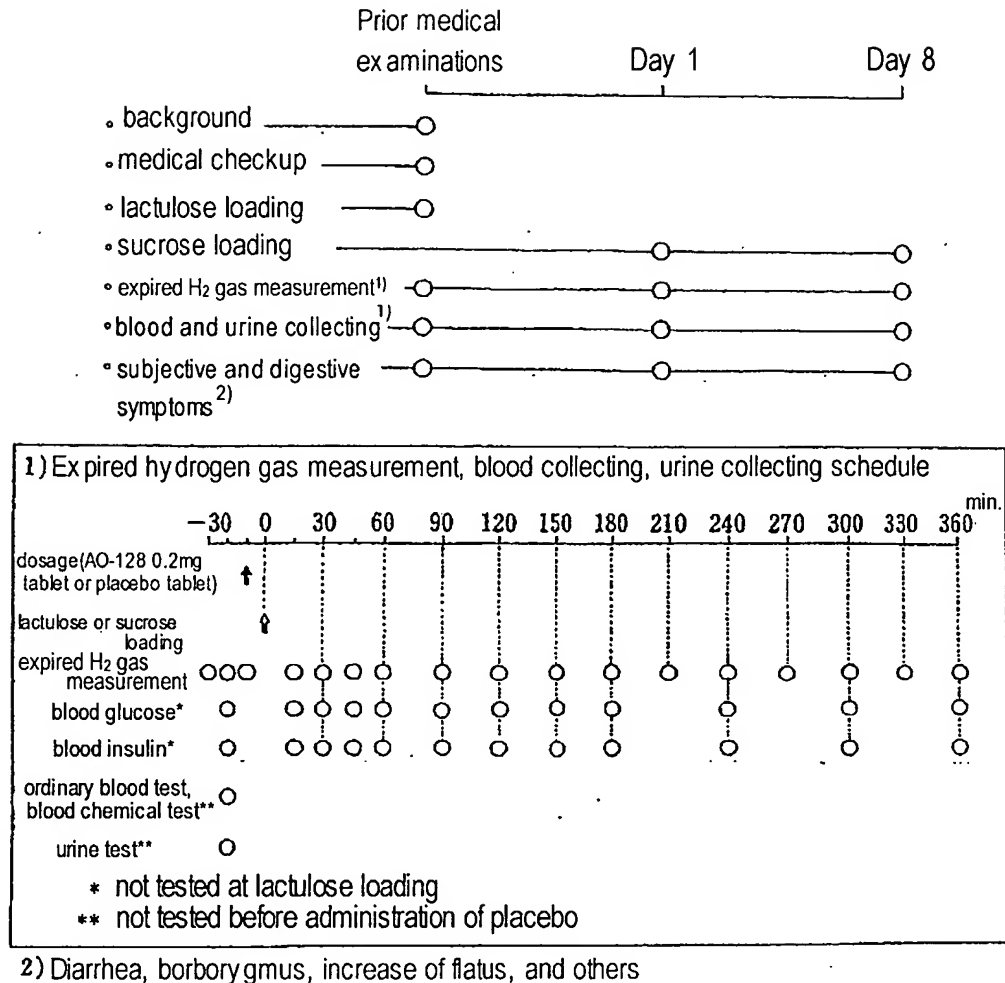 Prior medical
examinations Day 1 Day 8
background
medical checkup
lactulose loading
sucrose loading
expired H2 gas measurement1)
blood and urine collecting1)
subjective and digestive
symptoms2)
1) Expired hydrogen gas measurement, blood collecting, urine collecting schedule
min.
−30 0 30 60 90 120 150 180 210 240 270 300 330 360
dosage(AO-128 0.2mg
tablet or placebo tablet)
lactulose or sucrose
loading
expired H2 gas
measurement
blood glucose*
blood insulin*
ordinary blood test,
blood chemical test**
urine test**
* not tested at lactulose loading
** not tested before administration of placebo
2) Diarrhea, borborygmus, increase of flatus, and others